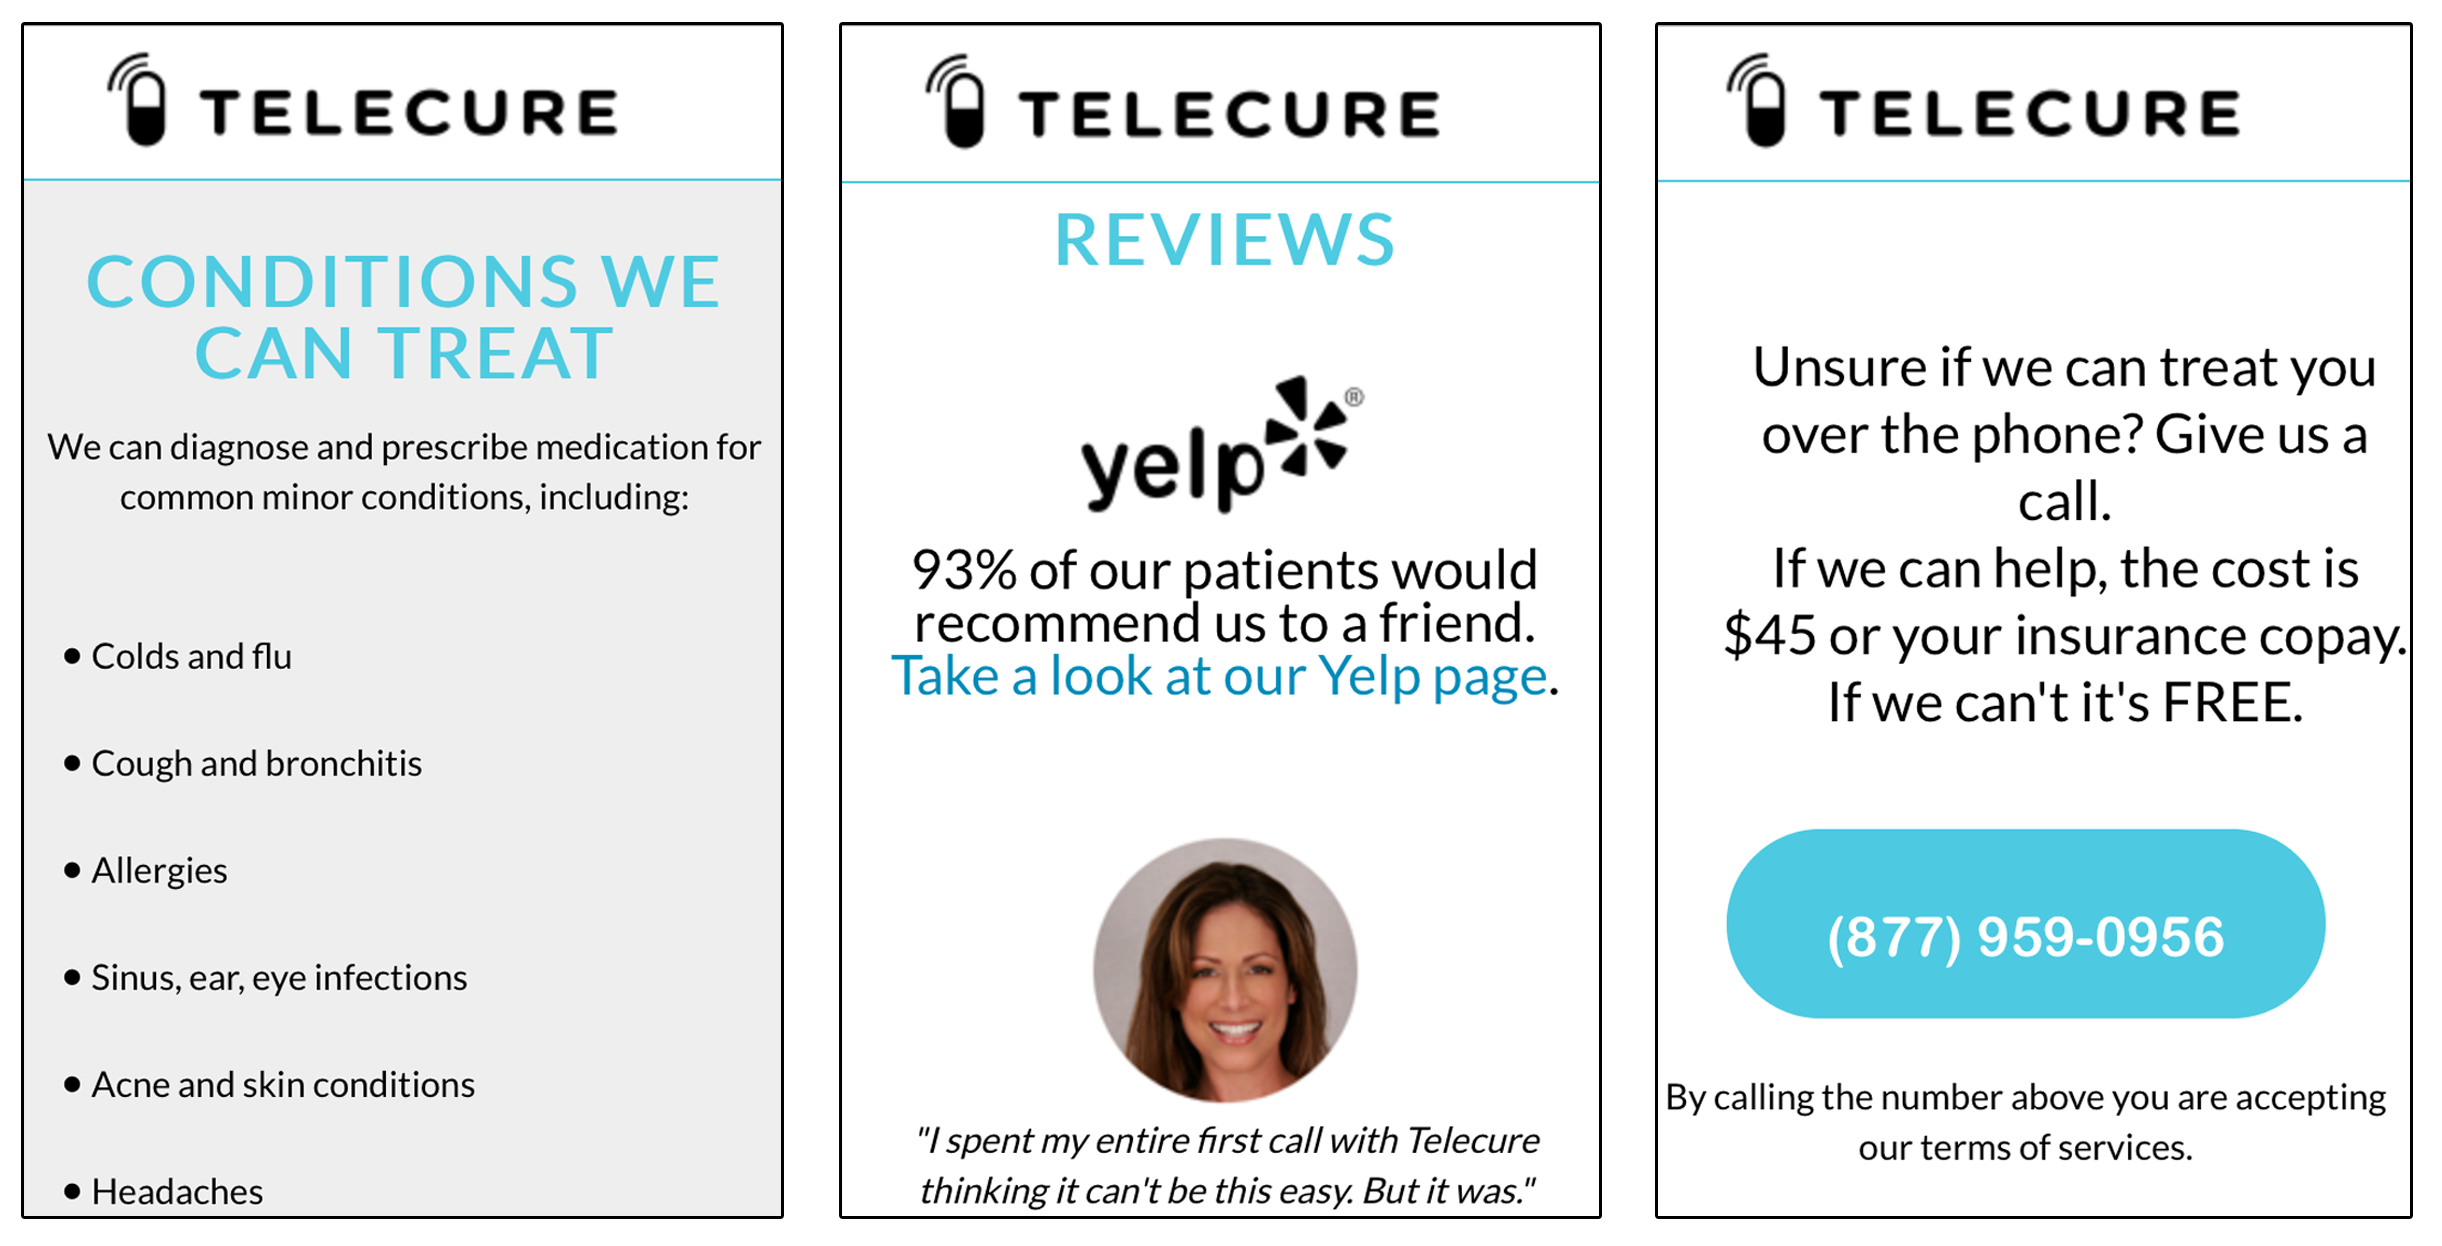 TELECURE
CONDITIONS WE
CAN TREAT
We can diagnose and prescribe medication for
common minor conditions, including:
• Colds and flu
• Cough and bronchitis
• Allergies
• Sinus, ear, eye infections
• Acne and skin conditions
• Headaches
TELECURE
REVIEWS
yelp®
93% of our patients would
recommend us to a friend.
Take a look at our Yelp page.
"I spent my entire first call with Telecure
thinking it can't be this easy. But it was."
TELECURE
Unsure if we can treat you
over the phone? Give us a
call.
If we can help, the cost is
$45 or your insurance copay.
If we can't it's FREE.
(877) 959-0956
By calling the number above you are accepting
our terms of services.